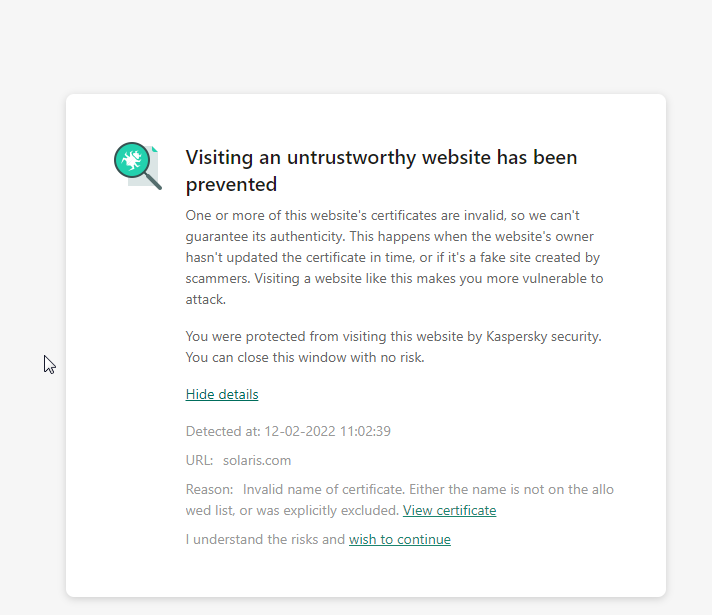 Visiting an untrustworthy website has been
prevented
One or more of this website's certificates are invalid, so we can't
guarantee its authenticity. This happens when the website's owner
hasn't updated the certificate in time, or if it's a fake site created by
scammers. Visiting a website like this makes you more vulnerable to
attack.
You were protected from visiting this website by Kaspersky security.
You can close this window with no risk.
Hide details
Detected at: 12-02-2022 11:02:39
URL: solaris.com
Reason: Invalid name of certificate. Either the name is not on the allo
wed list, or was explicitly excluded. View certificate
I understand the risks and wish to continue